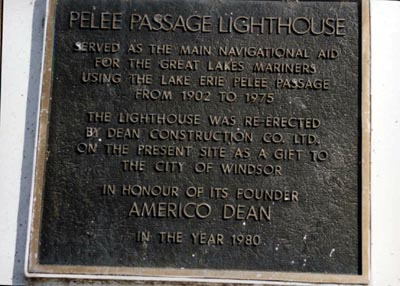 PELEE PASSAGE LIGHTHOUSE
SERVED AS THE MAIN NAVIGATIONAL AID
FOR THE GREAT LAKES MARINERS
USING THE LAKE ERIE PELEE PASSAGE
FROM 1902 TO 1975
THE LIGHTHOUSE WAS RE-ERECTED
BY DEAN CONSTRUCTION CO. LTD.
ON THE PRESENT SITE AS A GIFT TO
THE CITY OF WINDSOR
IN HONOUR OF ITS FOUNDER
AMERICO DEAN
IN THE YEAR 1980